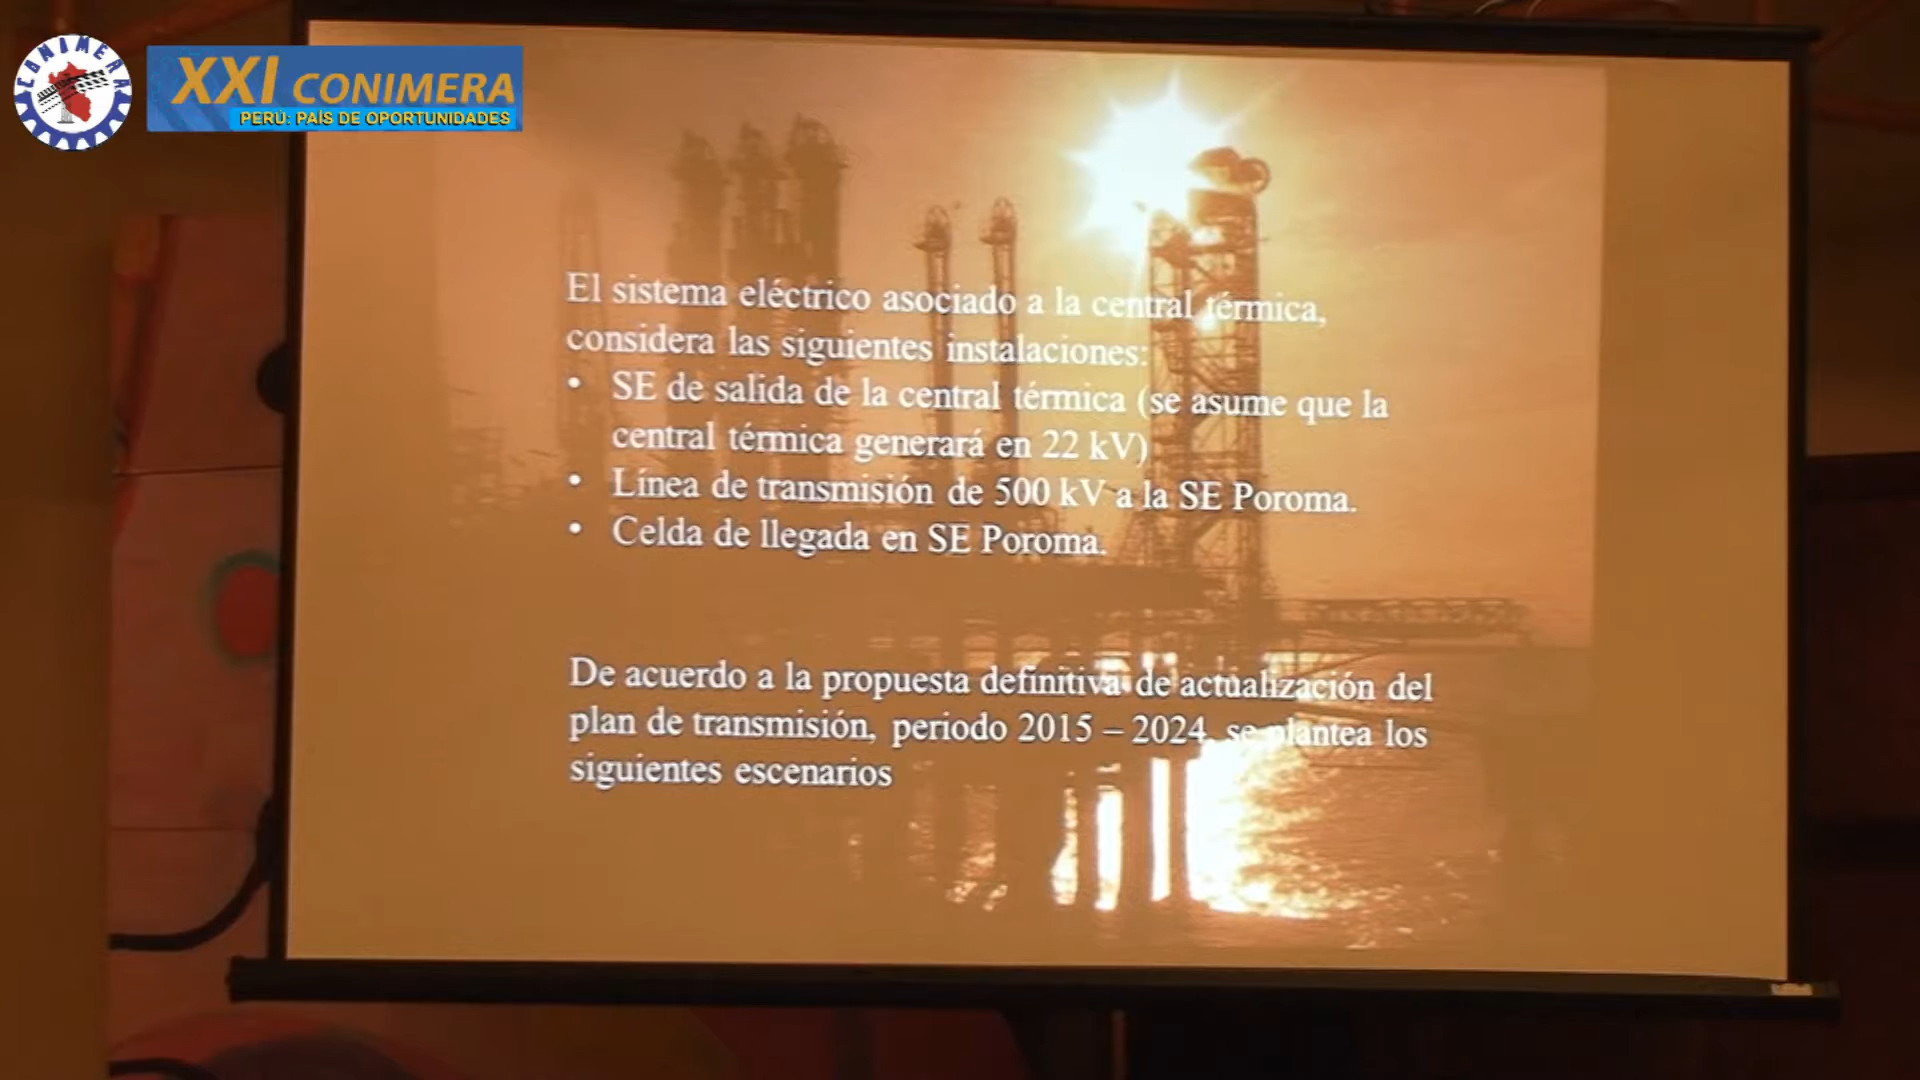 CONIMERA
XXI CONIMERA
PERÚ: PAÍS DE OPORTUNIDADES
El sistema eléctrico asociado a la central térmica,
considera las siguientes instalaciones:
• SE de salida de la central térmica (se asume que la
central térmica generará en 22 kV)
• Línea de transmisión de 500 kV a la SE Poroma.
• Celda de llegada en SE Poroma.
De acuerdo a la propuesta definitiva de actualización del
plan de transmisión, periodo 2015 – 2024, se plantea los
siguientes escenarios